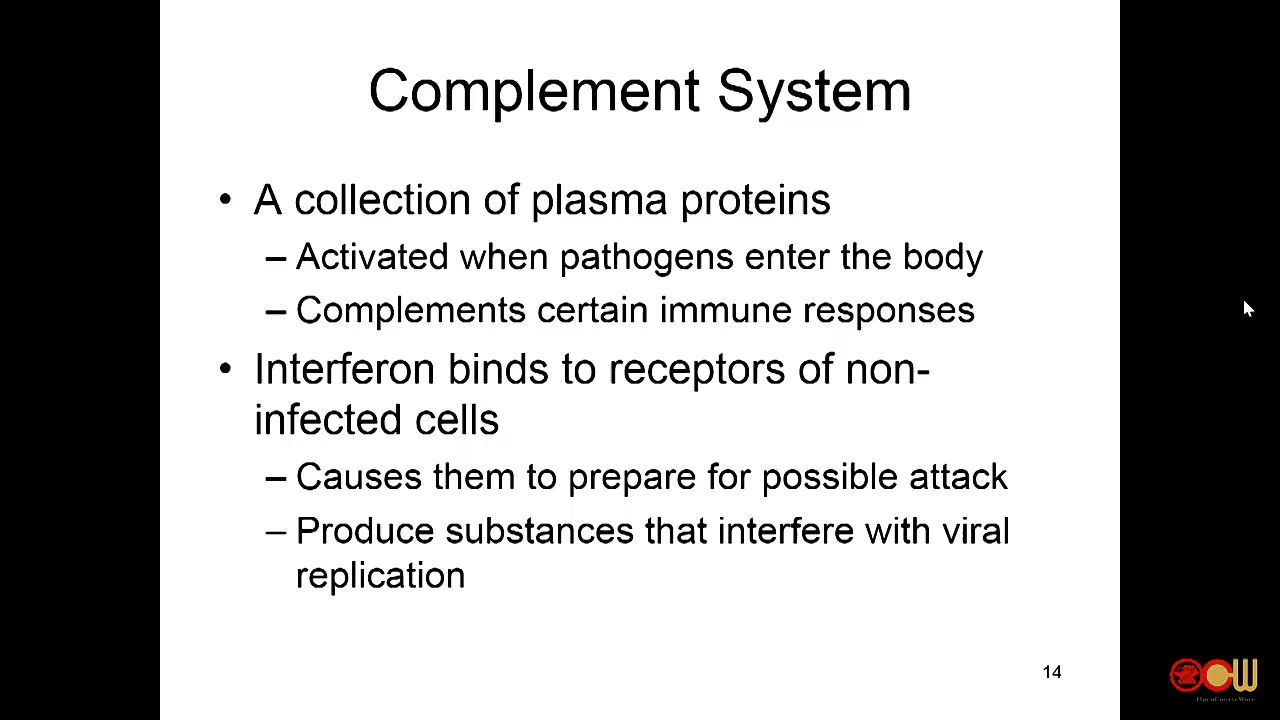 Complement System
• A collection of plasma proteins
– Activated when pathogens enter the body
– Complements certain immune responses
• Interferon binds to receptors of non-
infected cells
– Causes them to prepare for possible attack
– Produce substances that interfere with viral
replication
14
OCW
OpenCourseWare